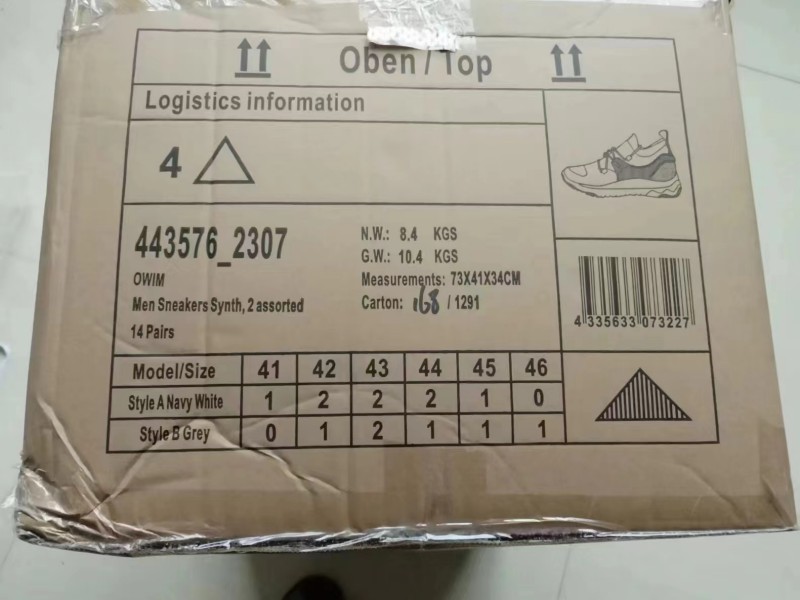 Oben / Top
Logistics information
4
443576_2307
OWIM
Men Sneakers Synth, 2 assorted
14 Pairs
N.W.: 8.4 KGS
G.W.: 10.4 KGS
Measurements: 73X41X34CM
Carton: 168 / 1291
4 335633 073227
Model/Size 41 42 43 44 45 46
Style A Navy White 1 2 2 2 1 0
Style B Grey 0 1 2 1 1 1